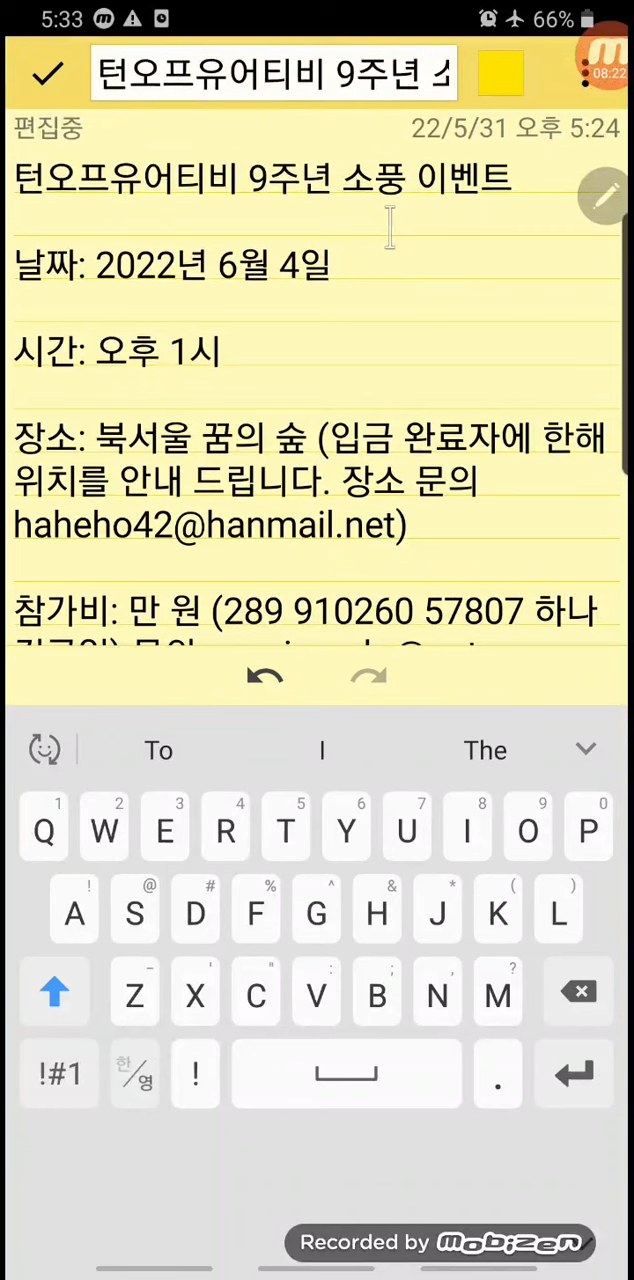 5:33 66%
턴오프유어티비 9주년 소
08:22
편집중 22/5/31 오후 5:24
턴오프유어티비 9주년 소풍 이벤트
날짜: 2022년 6월 4일
시간: 오후 1시
장소: 북서울 꿈의 숲 (입금 완료자에 한해
위치를 안내 드립니다. 장소 문의
haheho42@hanmail.net)
참가비: 만 원 (289 910260 57807 하나
To I The
1 2 3 4 5 6 7 8 9 0
Q W E R T Y U I O P
! @ # % ^ & * ( )
A S D F G H J K L
- ' " : ; , ?
Z X C V B N M
!#1 한/영 ! .
Recorded by mobizen